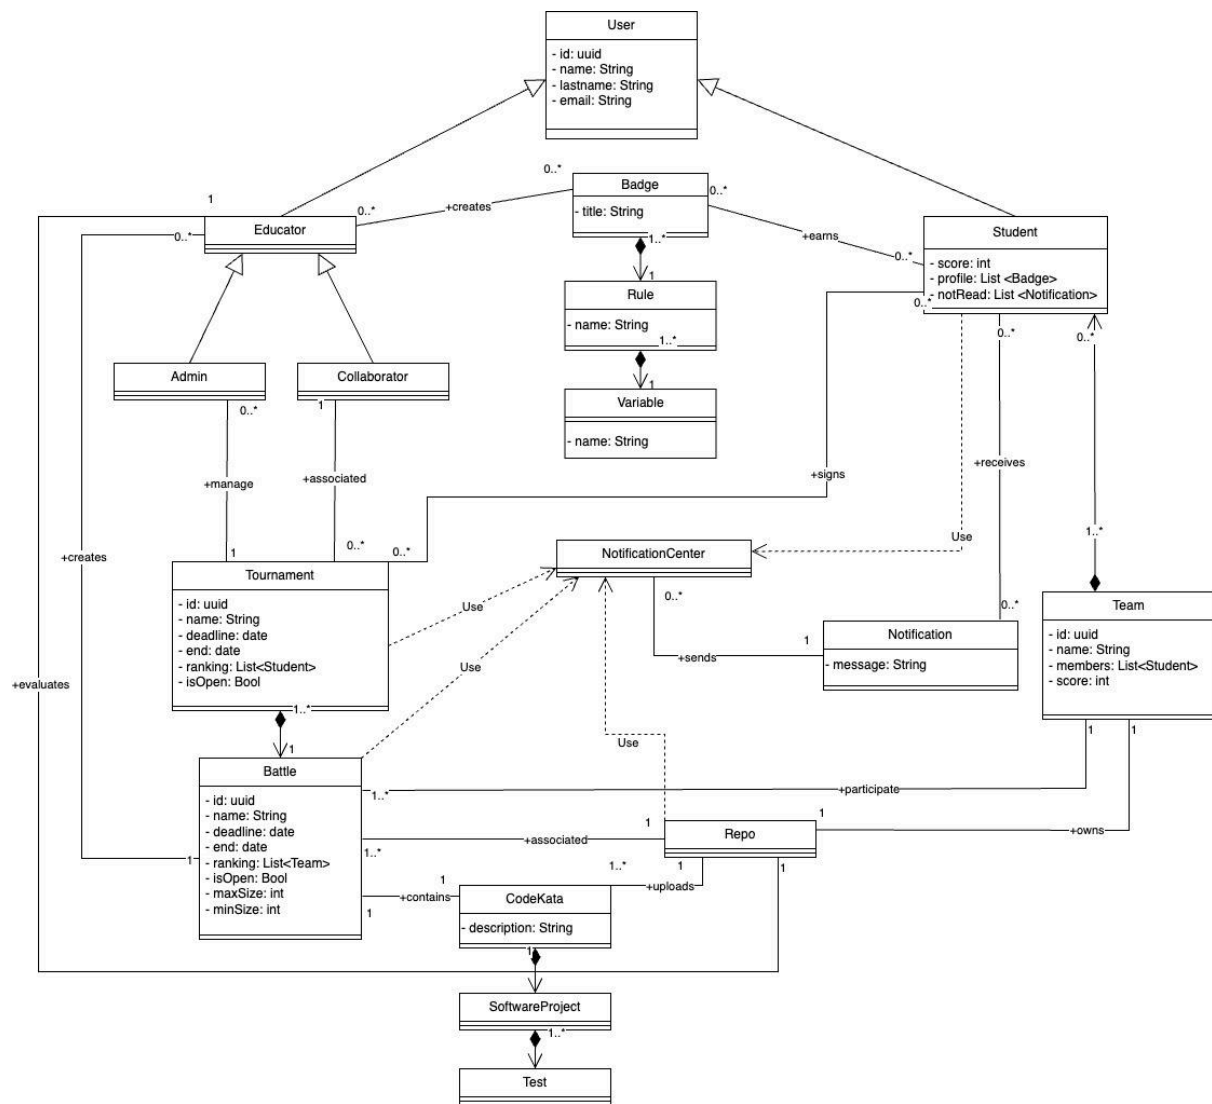 User
- id: uuid
- name: String
- lastname: String
- email: String
0..*
Badge
0..*
- title: String
1..*
+creates
0..*
1
Educator
0..*
+earns
0..*
Student
- score: int
- profile: List <Badge>
- notRead: List <Notification>
0..*
0..*
0..*
1
Rule
- name: String
1..*
1
Variable
- name: String
Admin
0..*
Collaborator
1
+manage
+associated
+signs
+receives
+creates
1
0..*
0..*
Use
1..*
Tournament
- id: uuid
- name: String
- deadline: date
- end: date
- ranking: List<Student>
- isOpen: Bool
1..*
NotificationCenter
0..*
Use
Use
+sends
1
0..*
Notification
- message: String
Team
- id: uuid
- name: String
- members: List<Student>
- score: int
+evaluates
Use
1
1
1
Battle
- id: uuid
- name: String
- deadline: date
- end: date
- ranking: List<Team>
- isOpen: Bool
- maxSize: int
- minSize: int
1..*
+participate
1
Repo
1
+owns
+associated
1..*
1
1
1
1..*
+uploads
1
+contains
1
CodeKata
- description: String
1
SoftwareProject
1..*
Test